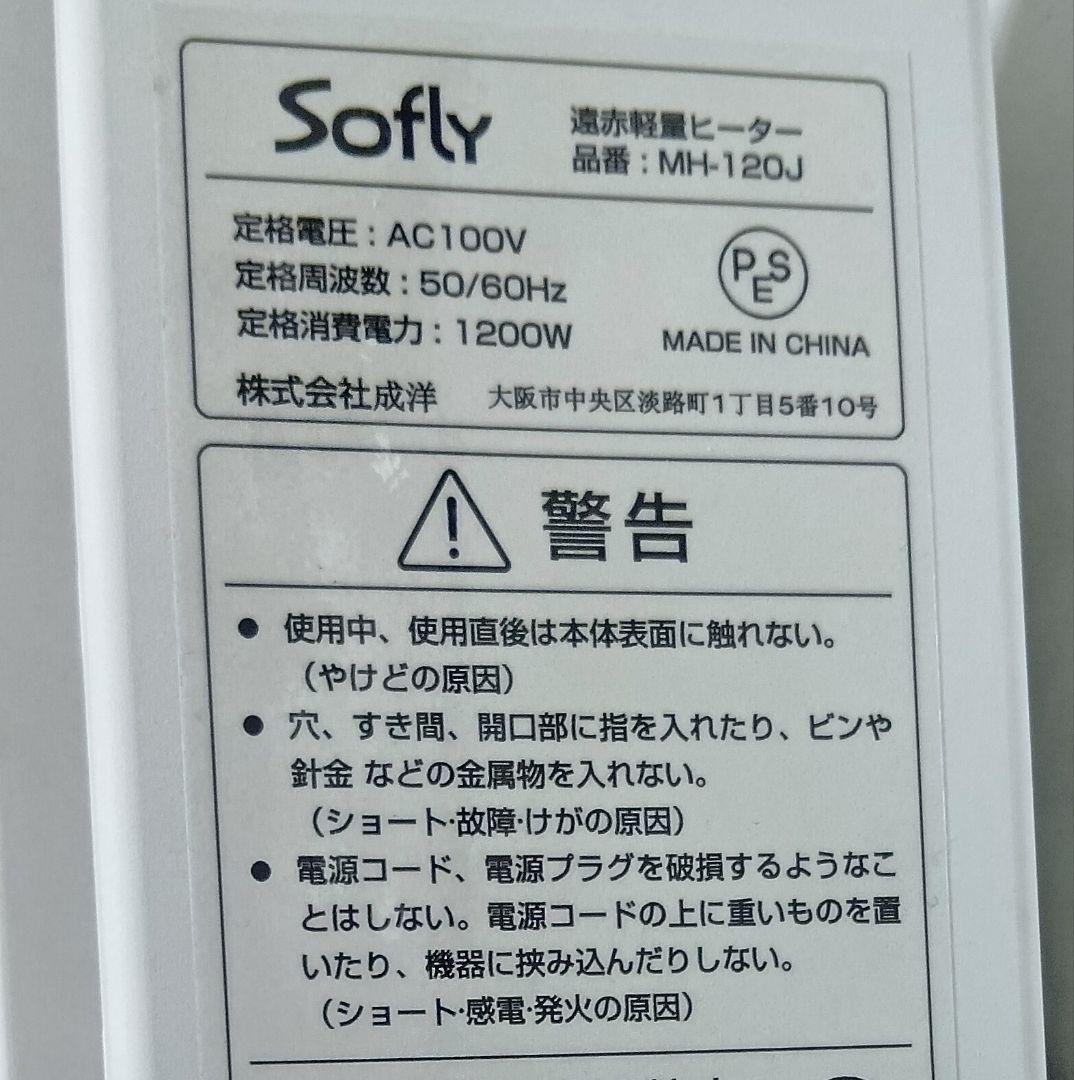 Sofly
遠赤軽量ヒーター
品番：MH-120J
定格電圧：AC100V
定格周波数：50/60Hz
定格消費電力：1200W
PSE
MADE IN CHINA
株式会社成洋 大阪市中央区淡路町1丁目5番10号
警告
● 使用中、使用直後は本体表面に触れない。
（やけどの原因）
● 穴、すき間、開口部に指を入れたり、ビンや
針金 などの金属物を入れない。
（ショート・故障・けがの原因）
● 電源コード、電源プラグを破損するようなこ
とはしない。電源コードの上に重いものを置
いたり、機器に挟み込んだりしない。
（ショート・感電・発火の原因）